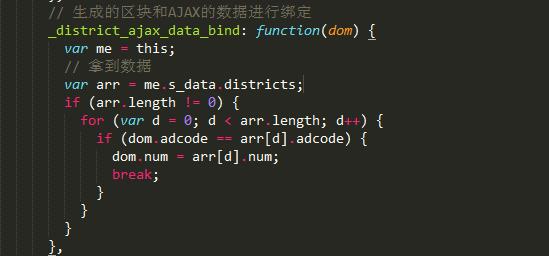 // 生成的区块和AJAX的数据进行绑定
_district_ajax_data_bind: function(dom) {
var me = this;
// 拿到数据
var arr = me.s_data.districts;
if (arr.length != 0) {
for (var d = 0; d < arr.length; d++) {
if (dom.adcode == arr[d].adcode) {
dom.num = arr[d].num;
break;
}
}
}
},